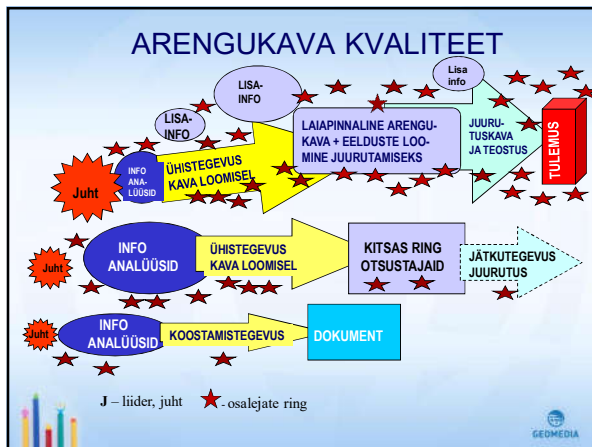 ARENGUKAVA KVALITEET
LISA-
INFO
LISA-
INFO
Lisa
info
Juht
INFO
ANA-
LÜÜSID
ÜHISTEGEVUS
KAVA LOOMISEL
LAIAPINNALINE ARENGU-
KAVA + EELDUSTE LOO-
MINE JUURUTAMISEKS
JUURU-
TUSKAVA
JA TEOSTUS
TULEMUS
Juht
INFO
ANALÜÜSID
ÜHISTEGEVUS
KAVA LOOMISEL
KITSAS RING
OTSUSTAJAID
JÄTKUTEGEVUS
JUURUTUS
Juht
INFO
ANALÜÜSID
KOOSTAMISTEGEVUS
DOKUMENT
J – liider, juht
- osalejate ring
GEOMEDIA